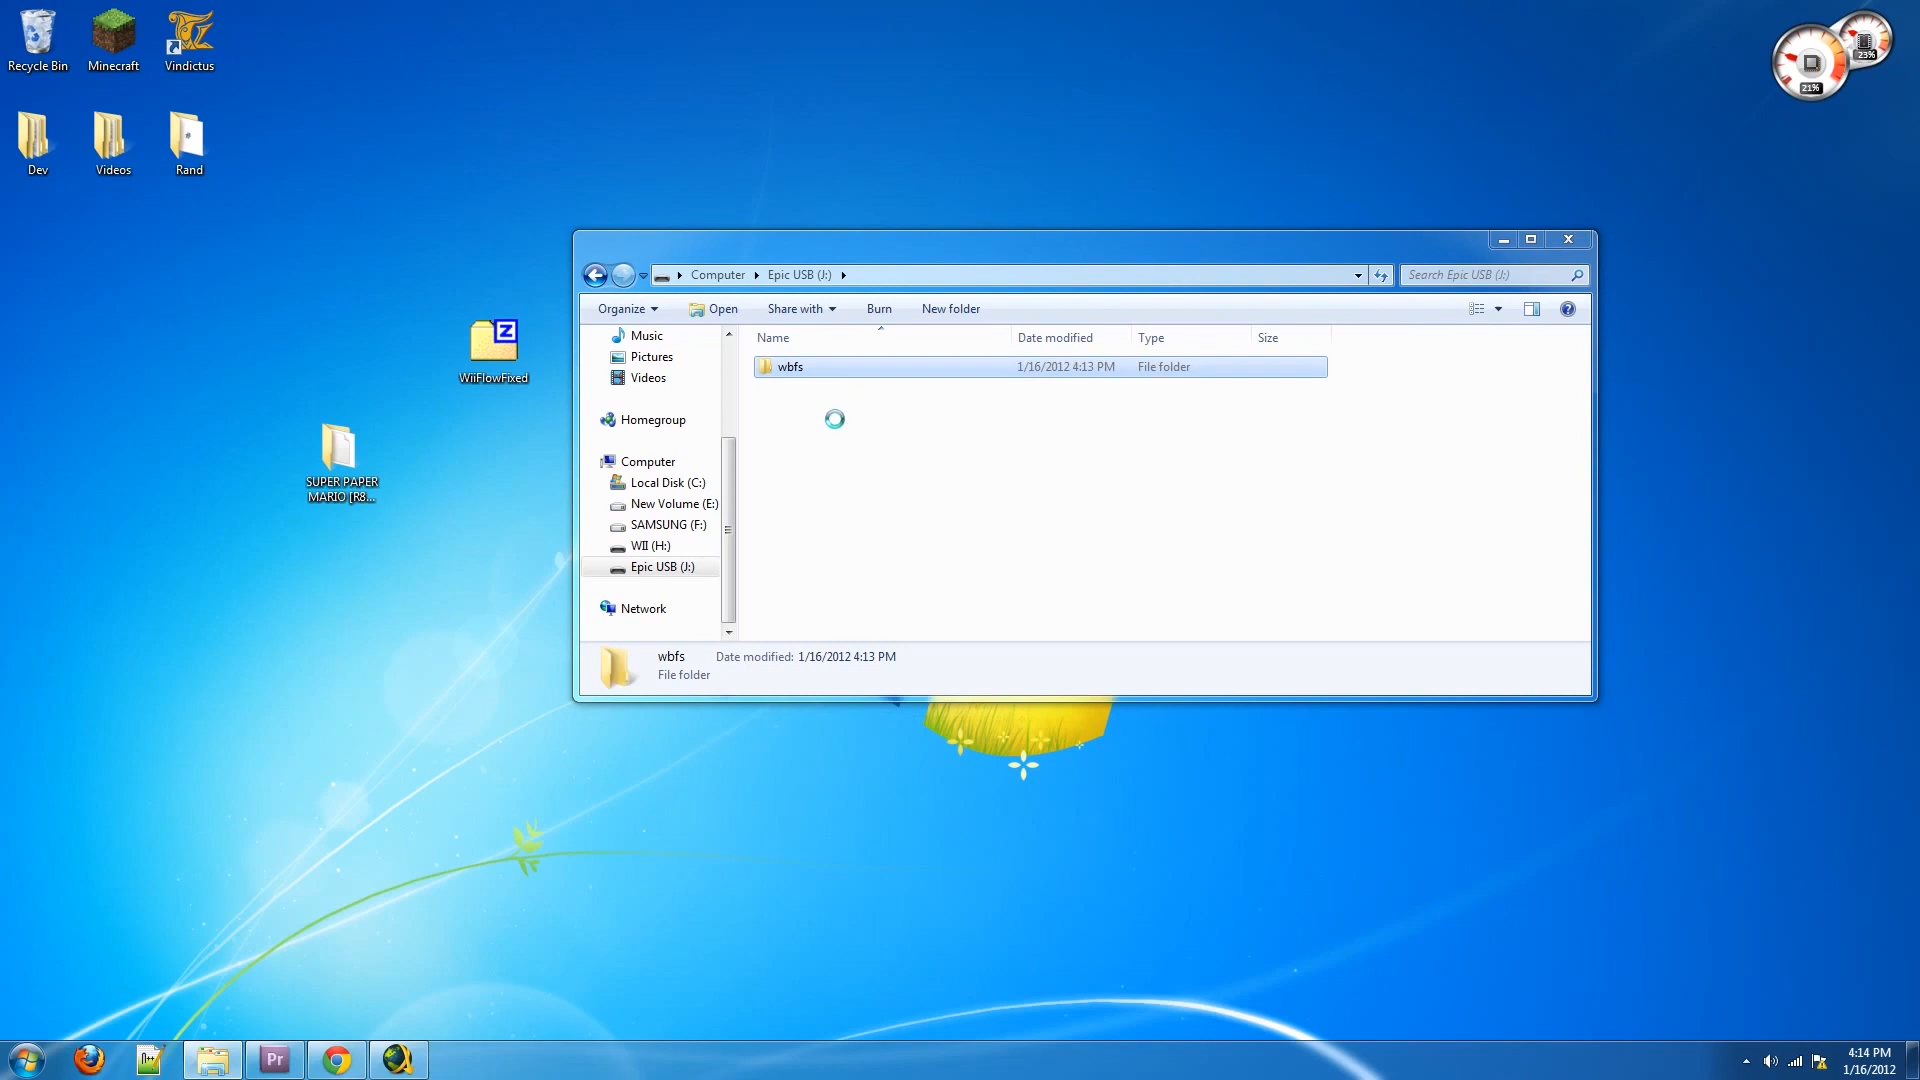 Recycle Bin
Minecraft
Vindictus
Dev
Videos
Rand
23%
21%
WiiFlowFixed
SUPER PAPER
MARIO [R8...
Computer
Epic USB (J:)
Search Epic USB (J:)
Organize
Open
Share with
Burn
New folder
Music
Pictures
Videos
Homegroup
Computer
Local Disk (C:)
New Volume (E:)
SAMSUNG (F:)
WII (H:)
Epic USB (J:)
Network
Name Date modified Type Size
wbfs 1/16/2012 4:13 PM File folder
wbfs Date modified: 1/16/2012 4:13 PM
File folder
Pr
4:14 PM
1/16/2012